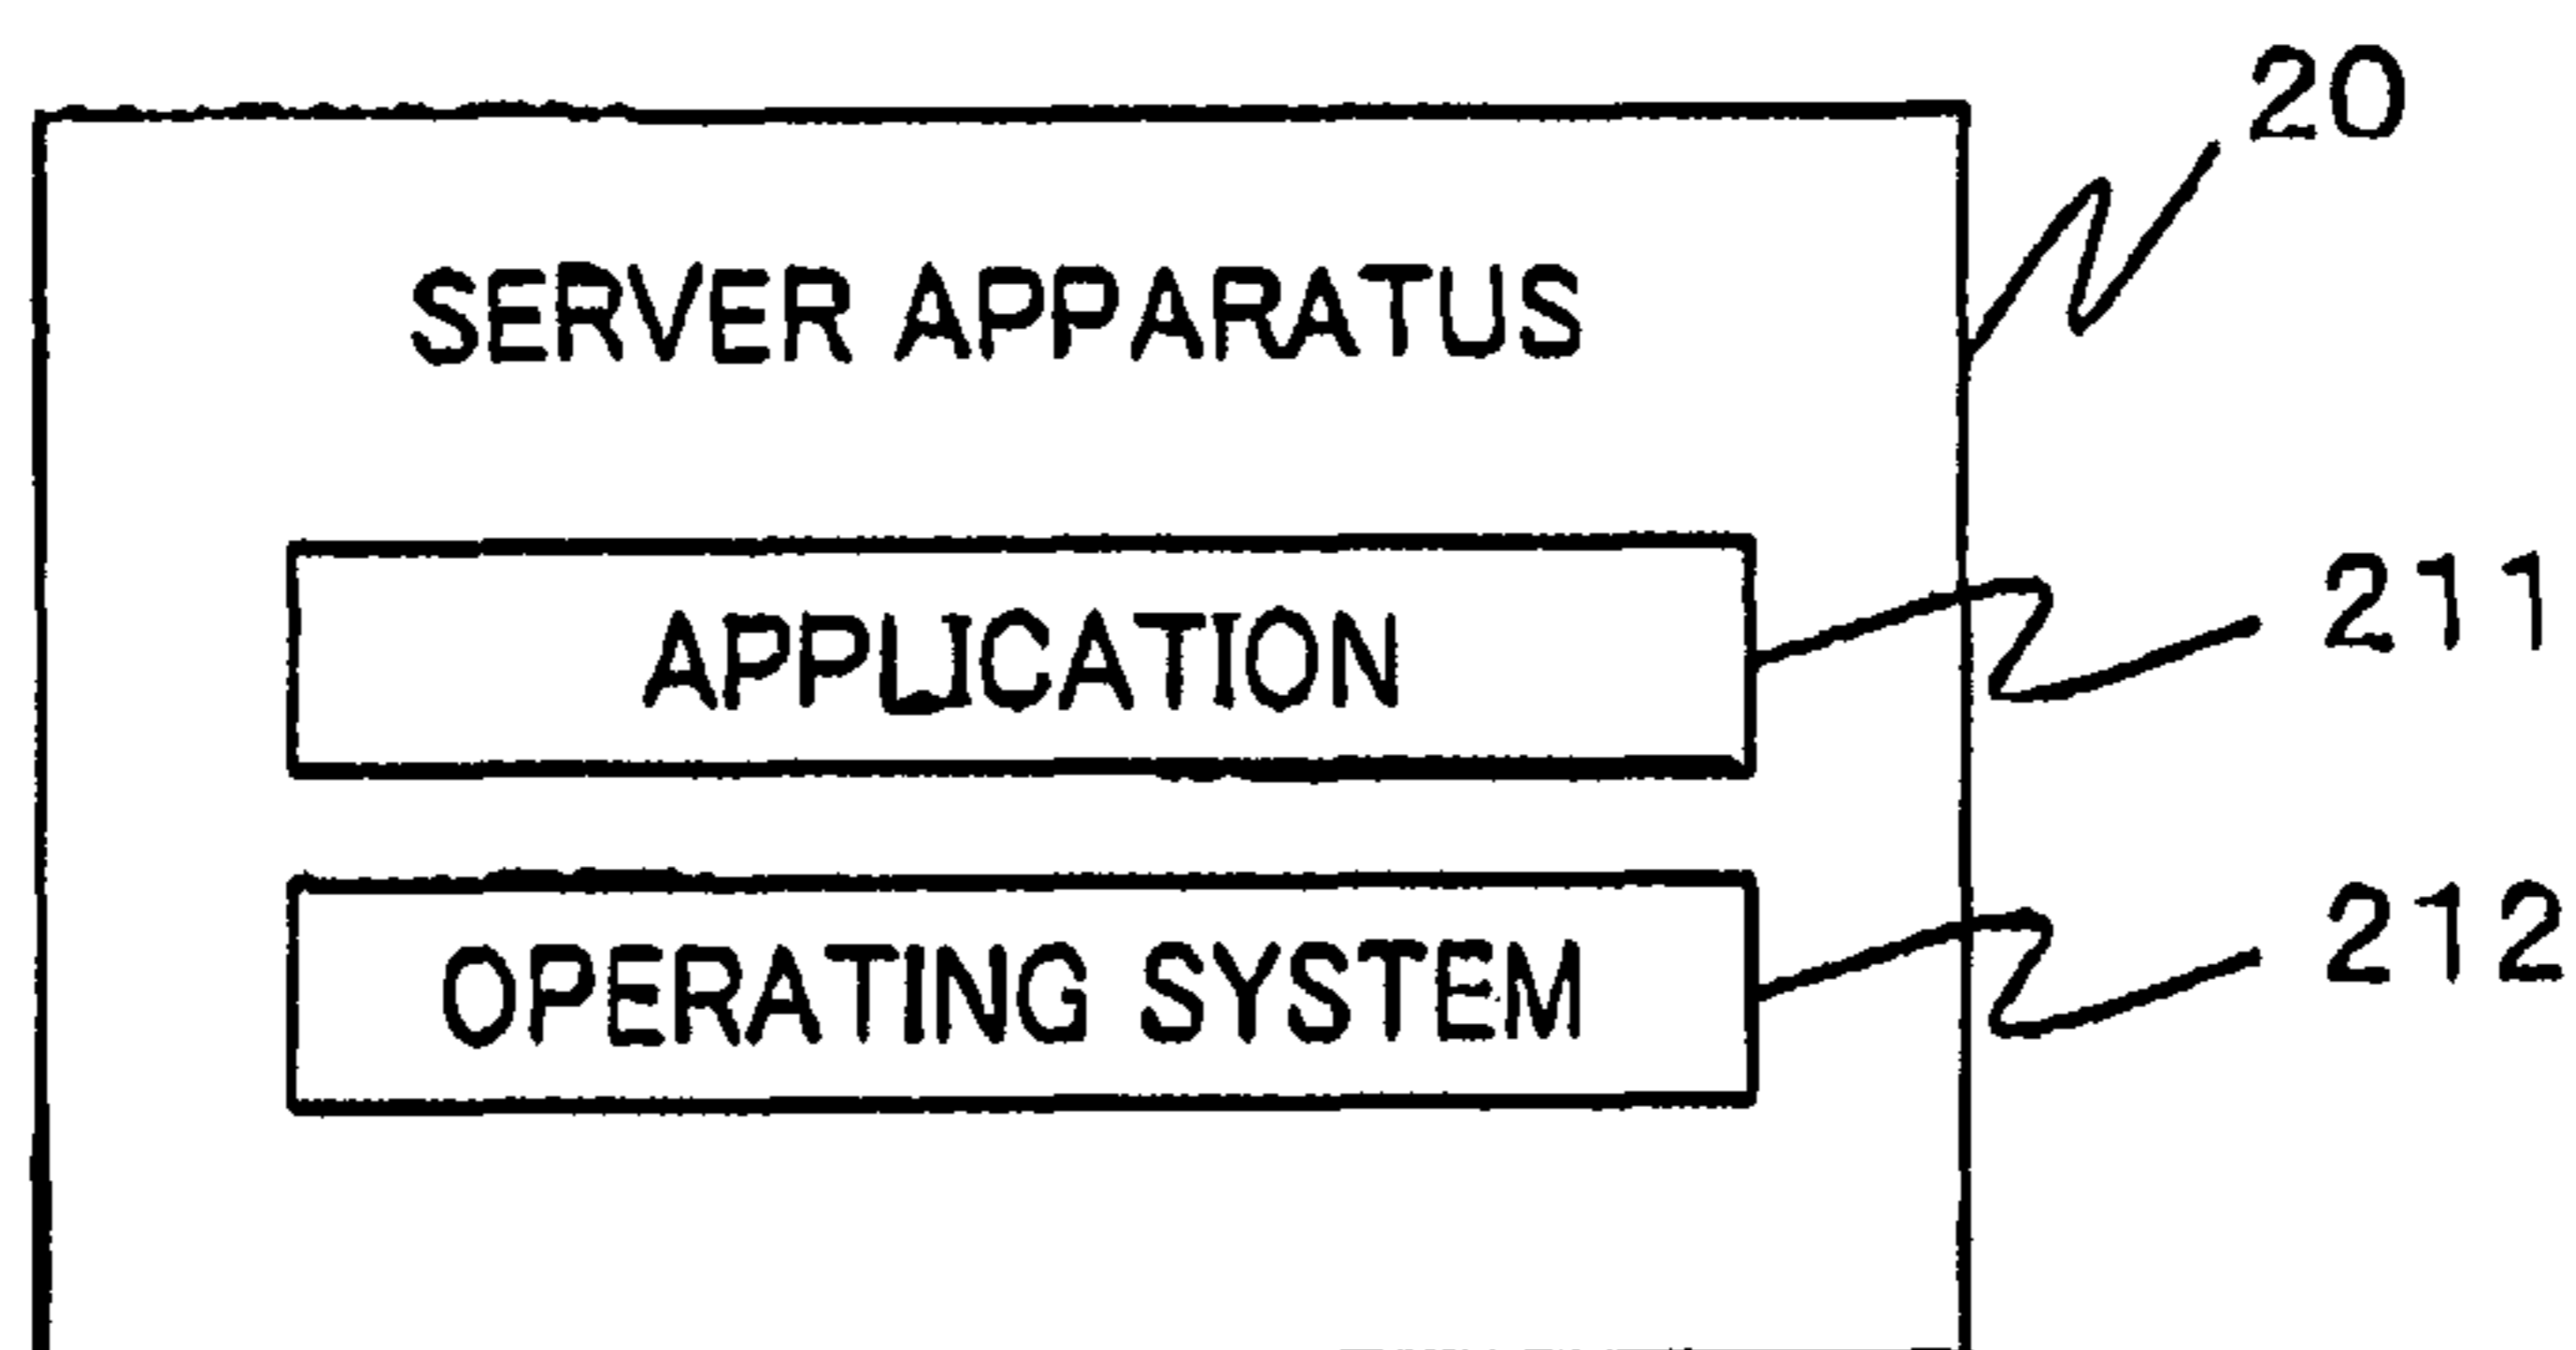 20
SERVER APPARATUS
APPLICATION
211
OPERATING SYSTEM
212